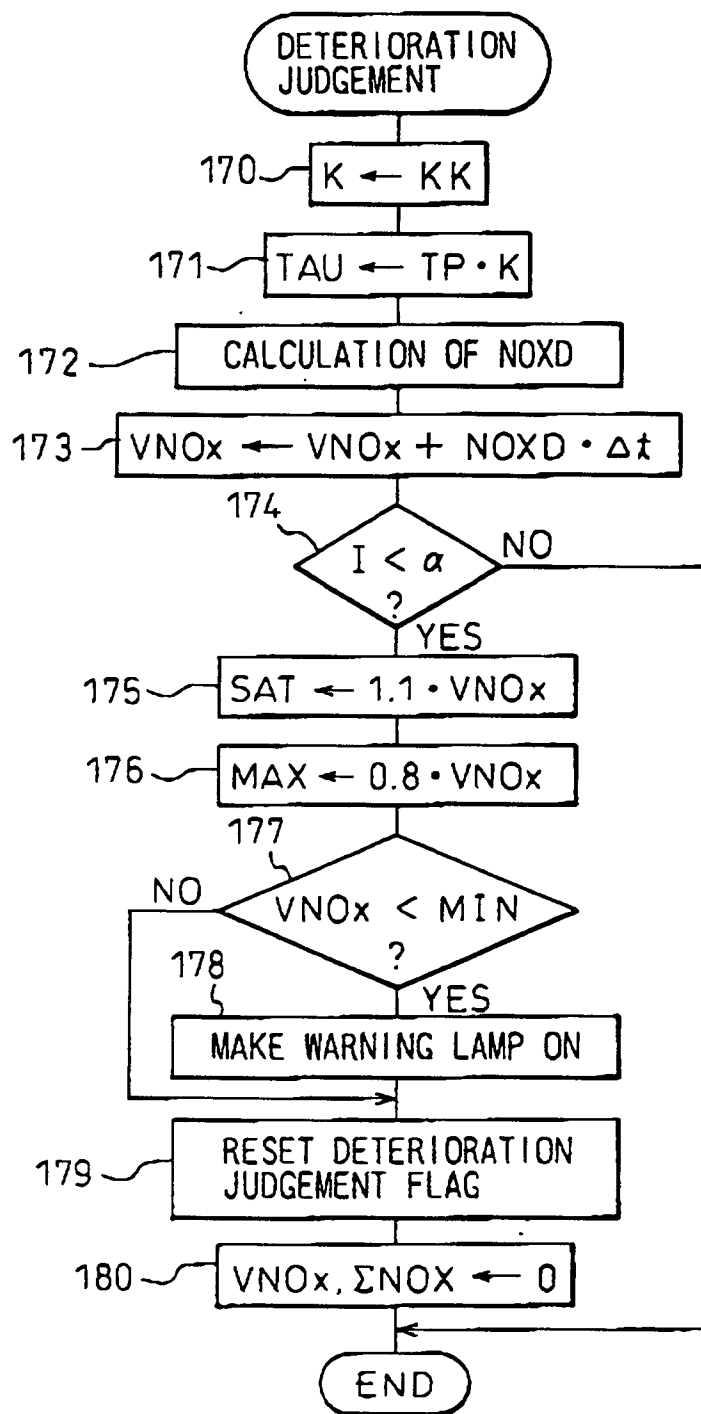 DETERIORATION
JUDGEMENT
170
K ← KK
171
TAU ← TP・K
172
CALCULATION OF NOXD
173
VNOx ← VNOx + NOXD・Δt
174
I < α
?
NO
YES
175
SAT ← 1.1・VNOx
176
MAX ← 0.8・VNOx
177
NO
VNOx < MIN
?
178
YES
MAKE WARNING LAMP ON
179
RESET DETERIORATION
JUDGEMENT FLAG
180
VNOx, ΣNOX ← 0
END